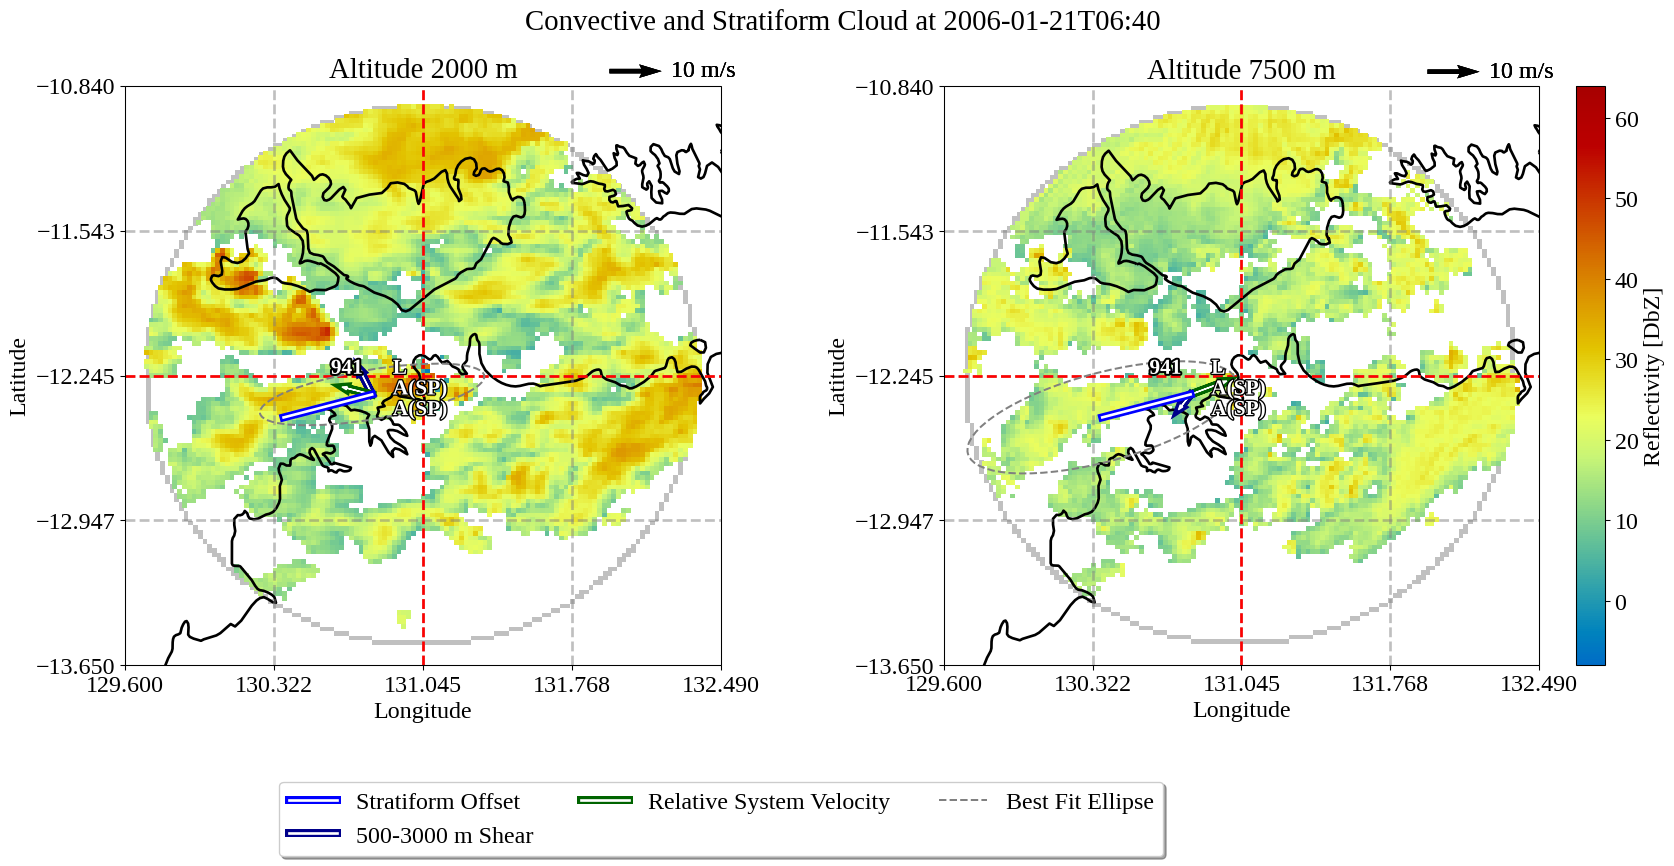 Convective and Stratiform Cloud at 2006-01-21T06:40
Altitude 2000 m
10 m/s
Altitude 7500 m
10 m/s
−10.840
−11.543
−12.245
−12.947
−13.650
Latitude
129.600 130.322 131.045 131.768 132.490
Longitude
941
L
A(SP)
A(SP)
−10.840
−11.543
−12.245
−12.947
−13.650
Latitude
129.600 130.322 131.045 131.768 132.490
Longitude
941
L
A(SP)
A(SP)
60
50
40
30
20
10
0
Reflectivity [DbZ]
Stratiform Offset
500-3000 m Shear
Relative System Velocity
Best Fit Ellipse